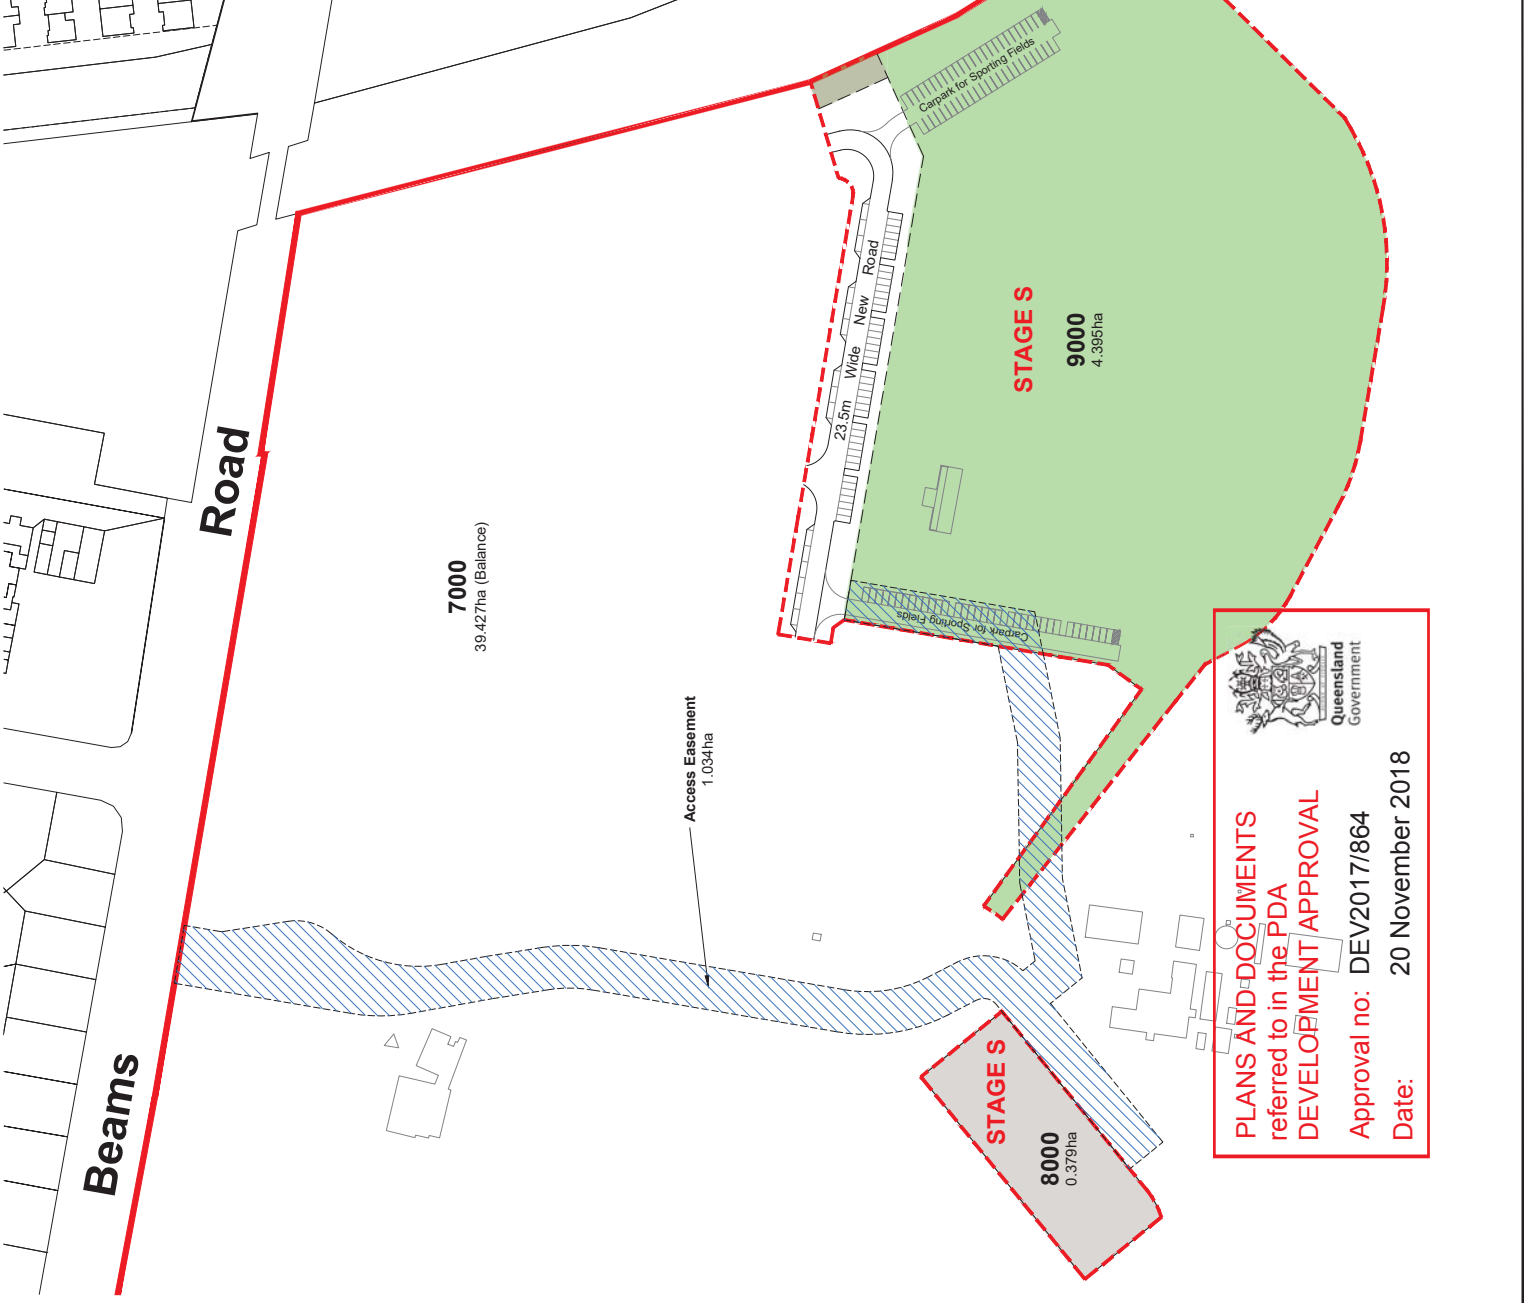 Beams Road
7000
39.427ha (Balance)
Access Easement
1.034ha
23.5m Wide New Road
Carpark for Sporting Fields
Carpark for Sporting Fields
STAGE S
9000
4.395ha
STAGE S
8000
0.379ha
PLANS AND DOCUMENTS
referred to in the PDA
DEVELOPMENT APPROVAL
Approval no: DEV2017/864
Date: 20 November 2018
Queensland
Government